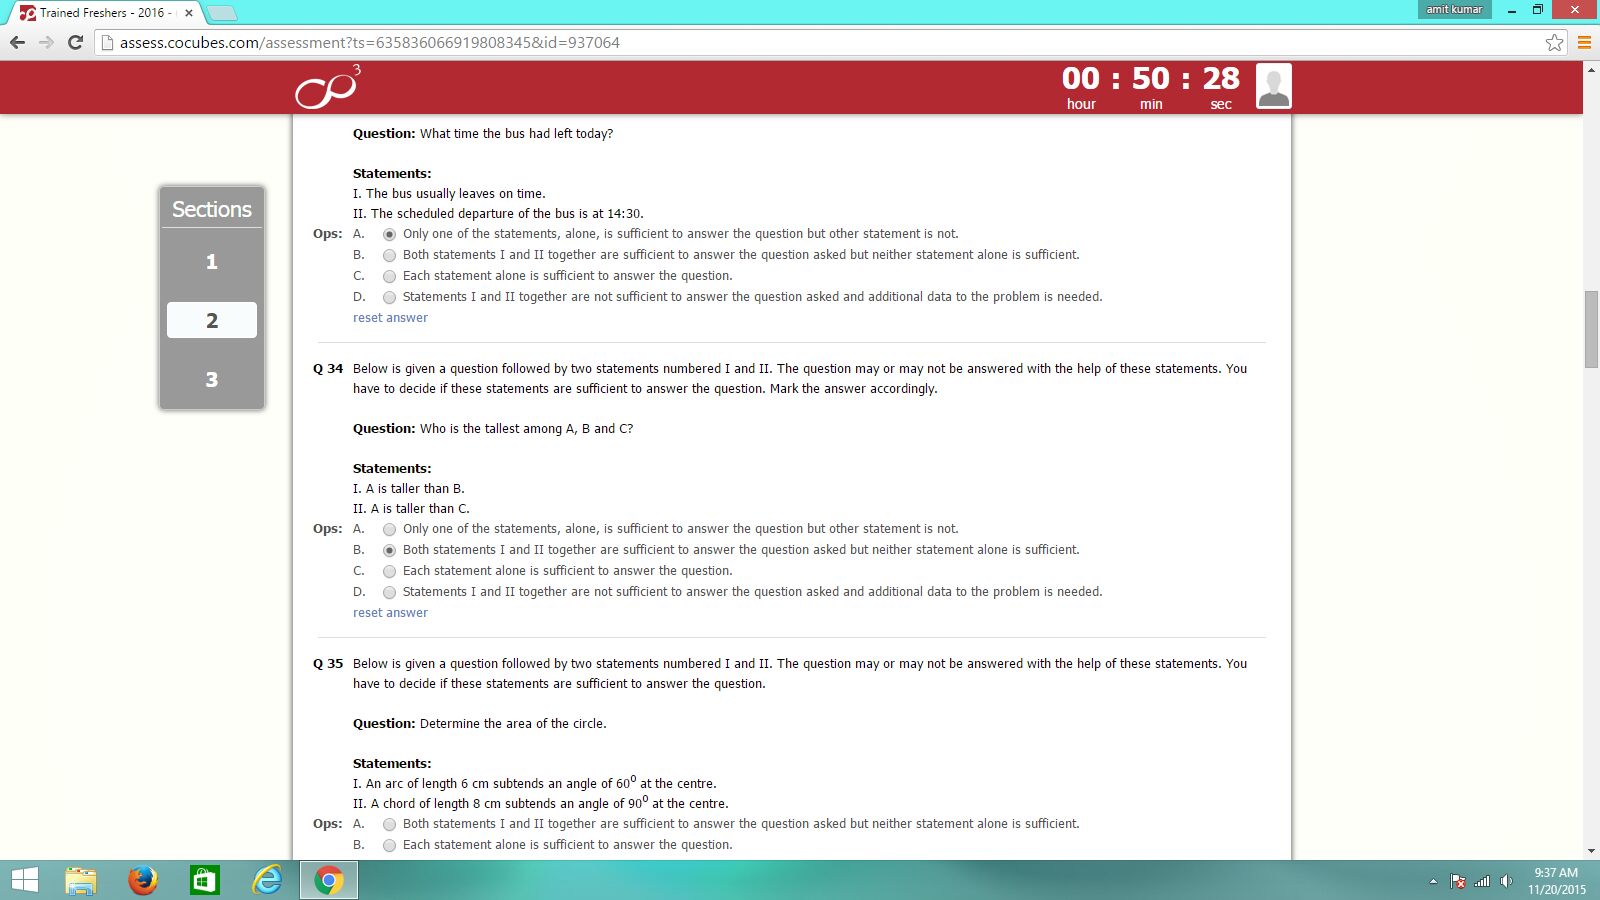 Trained Freshers - 2016 -
amit kumar
assess.cocubes.com/assessment?ts=635836066919808345&id=937064
3
00 : 50 : 28
hour min sec
Sections
1
2
3
Question: What time the bus had left today?
Statements:
I. The bus usually leaves on time.
II. The scheduled departure of the bus is at 14:30.
Ops: A. Only one of the statements, alone, is sufficient to answer the question but other statement is not.
B. Both statements I and II together are sufficient to answer the question asked but neither statement alone is sufficient.
C. Each statement alone is sufficient to answer the question.
D. Statements I and II together are not sufficient to answer the question asked and additional data to the problem is needed.
reset answer
Q 34 Below is given a question followed by two statements numbered I and II. The question may or may not be answered with the help of these statements. You
have to decide if these statements are sufficient to answer the question. Mark the answer accordingly.
Question: Who is the tallest among A, B and C?
Statements:
I. A is taller than B.
II. A is taller than C.
Ops: A. Only one of the statements, alone, is sufficient to answer the question but other statement is not.
B. Both statements I and II together are sufficient to answer the question asked but neither statement alone is sufficient.
C. Each statement alone is sufficient to answer the question.
D. Statements I and II together are not sufficient to answer the question asked and additional data to the problem is needed.
reset answer
Q 35 Below is given a question followed by two statements numbered I and II. The question may or may not be answered with the help of these statements. You
have to decide if these statements are sufficient to answer the question.
Question: Determine the area of the circle.
Statements:
I. An arc of length 6 cm subtends an angle of 60⁰ at the centre.
II. A chord of length 8 cm subtends an angle of 90⁰ at the centre.
Ops: A. Both statements I and II together are sufficient to answer the question asked but neither statement alone is sufficient.
B. Each statement alone is sufficient to answer the question.
9:37 AM
11/20/2015